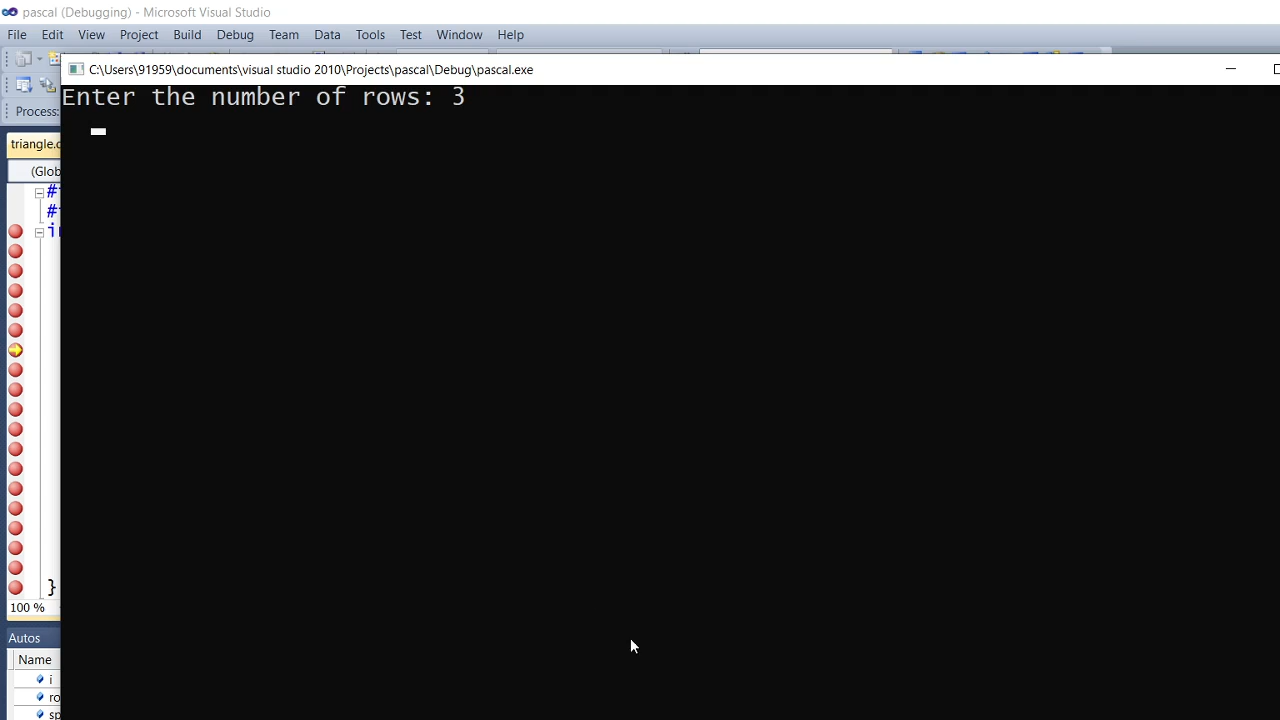 pascal (Debugging) - Microsoft Visual Studio
File Edit View Project Build Debug Team Data Tools Test Window Help
C:\Users\91959\documents\visual studio 2010\Projects\pascal\Debug\pascal.exe
Process:
Enter the number of rows: 3
triangle.c
(Glob
#
#
i
}
100 %
Autos
Name
i
ro
sp